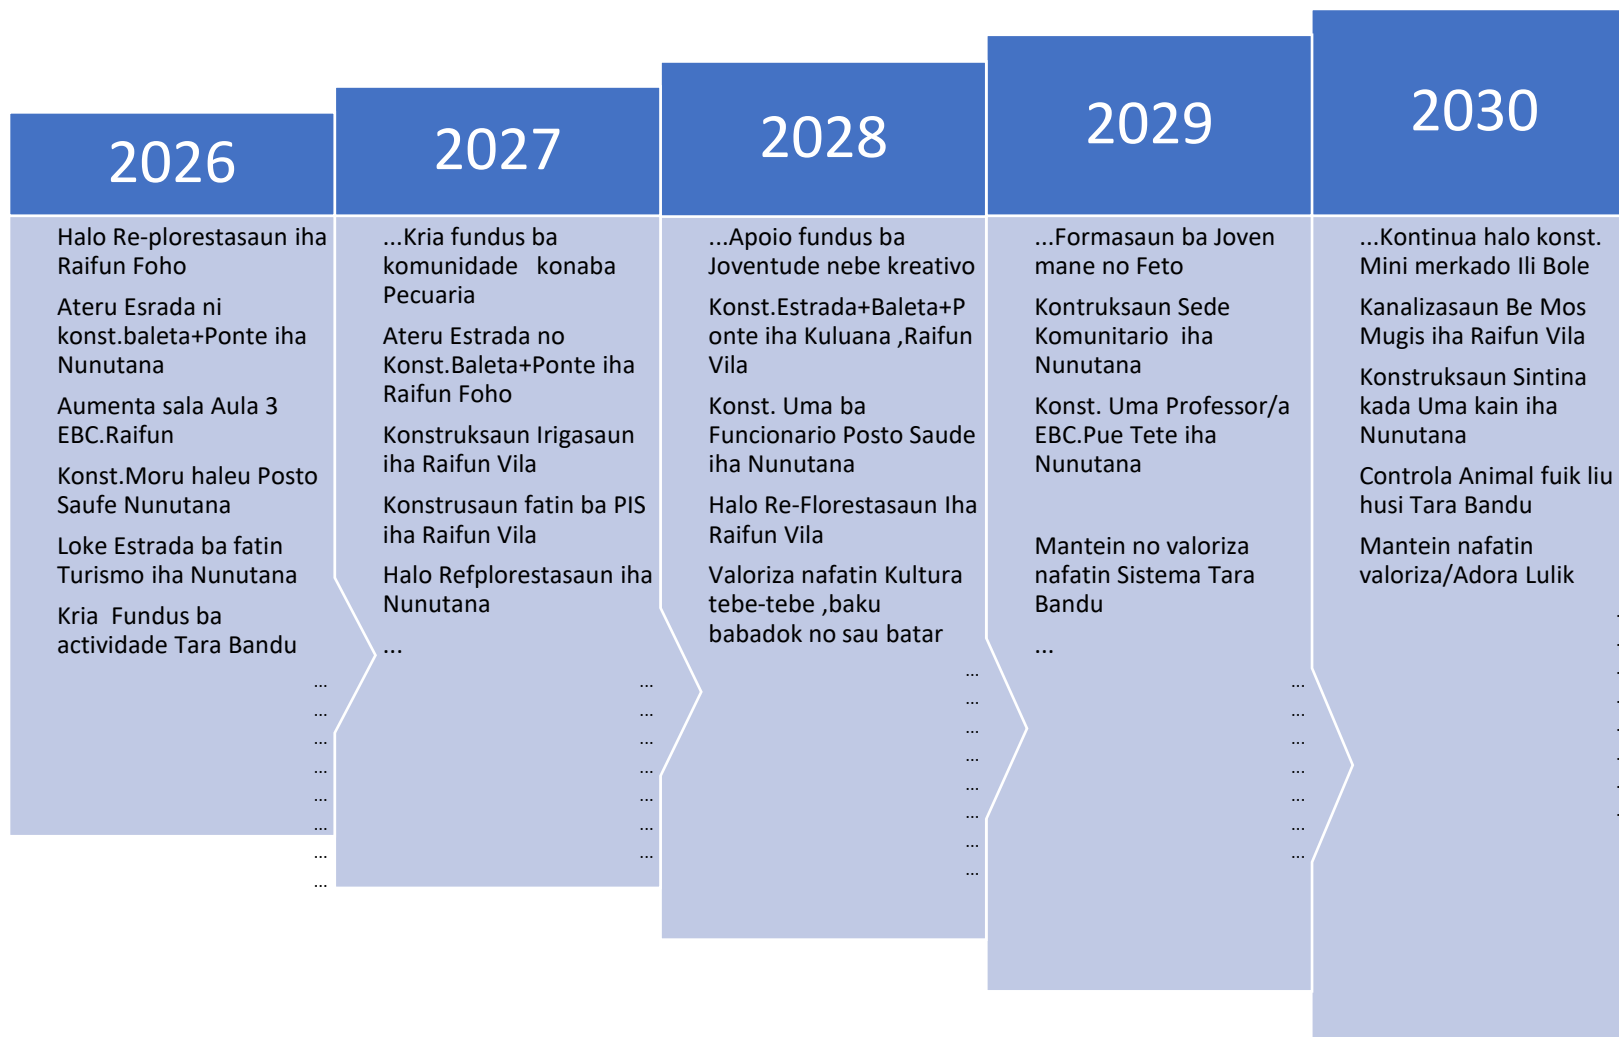 2026
Halo Re-plorestasaun iha
Raifun Foho
Ateru Esrada ni
konst.baleta+Ponte iha
Nunutana
Aumenta sala Aula 3
EBC.Raifun
Konst.Moru haleu Posto
Saufe Nunutana
Loke Estrada ba fatin
Turismo iha Nunutana
Kria Fundus ba
actividade Tara Bandu
...
...
...
...
...
...
...
...
2027
...Kria fundus ba
komunidade konaba
Pecuaria
Ateru Estrada no
Konst.Baleta+Ponte iha
Raifun Foho
Konstruksaun Irigasaun
iha Raifun Vila
Konstrusaun fatin ba PIS
iha Raifun Vila
Halo Refplorestasaun iha
Nunutana
...
...
...
...
...
...
...
...
2028
...Apoio fundus ba
Joventude nebe kreativo
Konst.Estrada+Baleta+P
onte iha Kuluana ,Raifun
Vila
Konst. Uma ba
Funcionario Posto Saude
iha Nunutana
Halo Re-Florestasaun Iha
Raifun Vila
Valoriza nafatin Kultura
tebe-tebe ,baku
babadok no sau batar
...
...
...
...
...
...
...
...
2029
...Formasaun ba Joven
mane no Feto
Kontruksaun Sede
Komunitario iha
Nunutana
Konst. Uma Professor/a
EBC.Pue Tete iha
Nunutana
Mantein no valoriza
nafatin Sistema Tara
Bandu
...
...
...
...
...
...
...
...
2030
...Kontinua halo konst.
Mini merkado Ili Bole
Kanalizasaun Be Mos
Mugis iha Raifun Vila
Konstruksaun Sintina
kada Uma kain iha
Nunutana
Controla Animal fuik liu
husi Tara Bandu
Mantein nafatin
valoriza/Adora Lulik